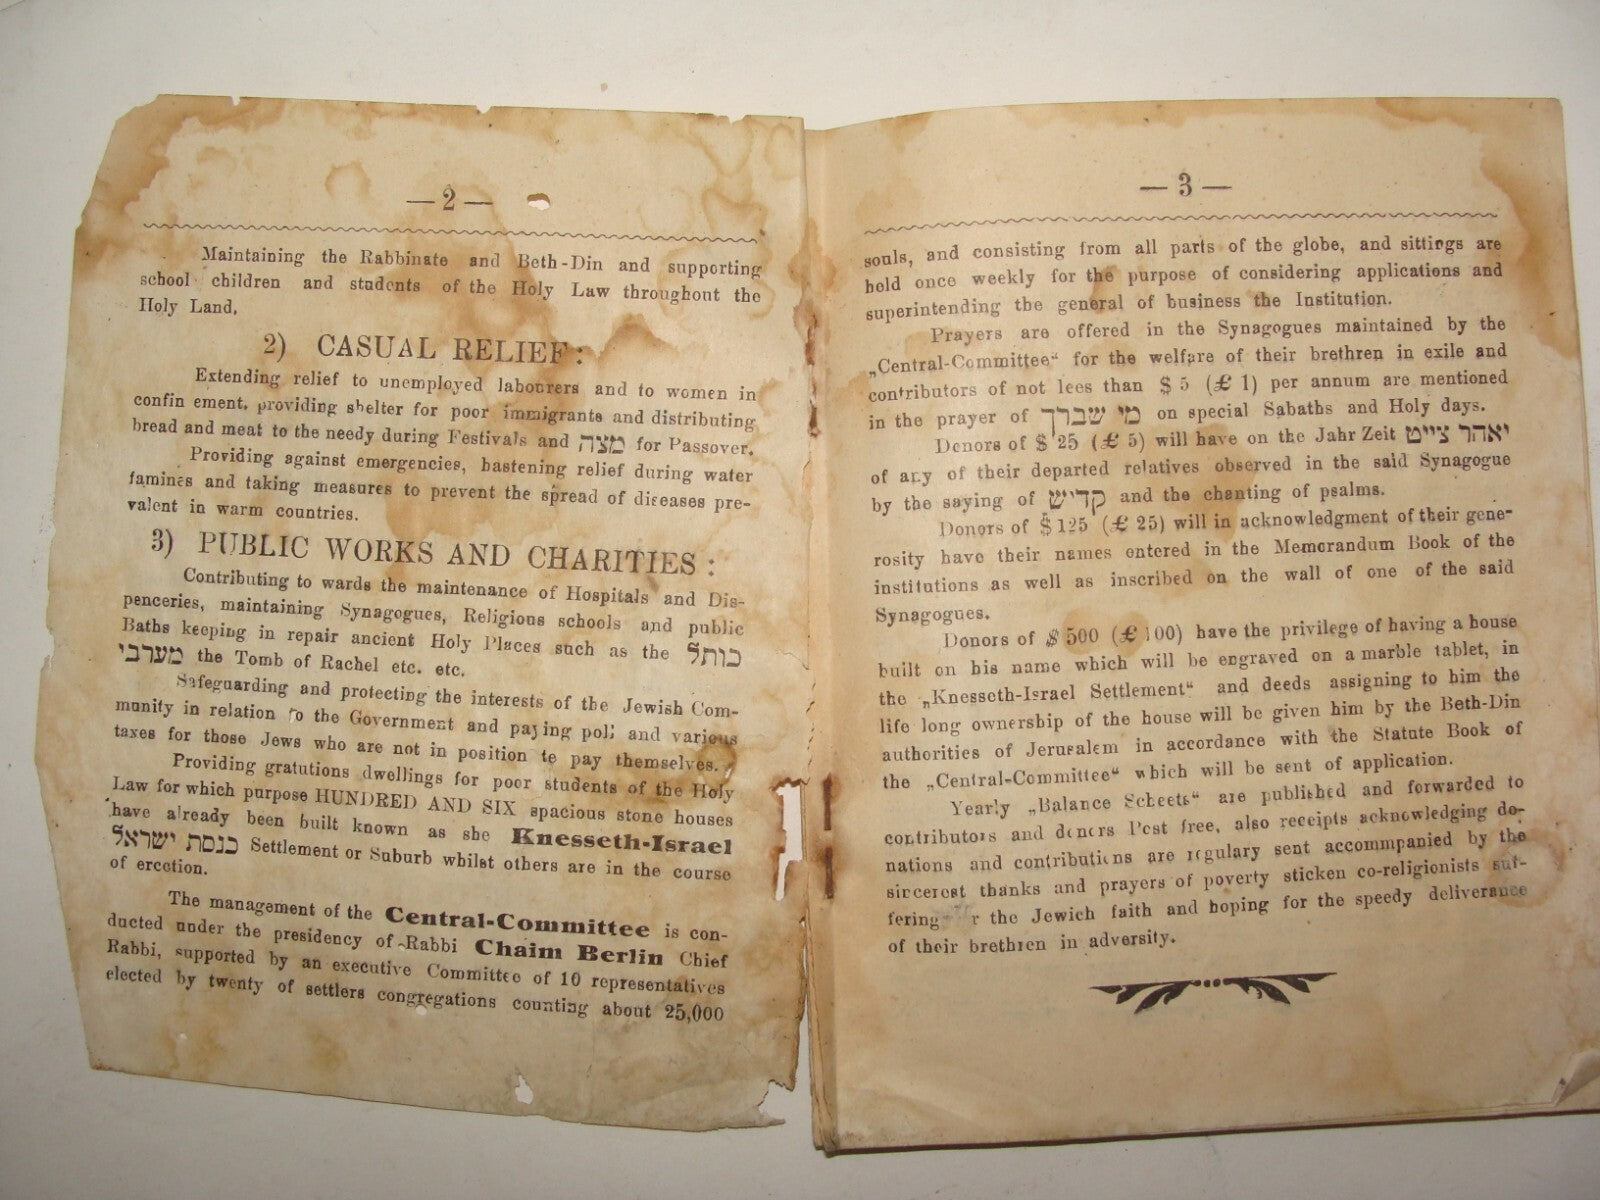 — 2 —
Maintaining the Rabbinate and Beth-Din and supporting
school children and students of the Holy Law throughout the
Holy Land.
2) CASUAL RELIEF:
Extending relief to unemployed labourers and to women in
confin ement, providing shelter for poor immigrants and distributing
bread and meat to the needy during Festivals and מצה for Passover.
Providing against emergencies, hastening relief during water
famines and taking measures to prevent the spread of diseases pre-
valent in warm countries.
3) PUBLIC WORKS AND CHARITIES:
Contributing to wards the maintenance of Hospitals and Dis-
penceries, maintaining Synagogues, Religious schools and public
Baths keeping in repair ancient Holy Places such as the כותל
מערבי the Tomb of Rachel etc. etc.
Safeguarding and protecting the interests of the Jewish Com-
munity in relation to the Government and paying poll and various
taxes for those Jews who are not in position te pay themselves.
Providing gratutions dwellings for poor students of the Holy
Law for which purpose HUNDRED AND SIX spacious stone houses
have already been built known as she Knesseth-Israel
כנסת ישראל Settlement or Suburb whilst others are in the course
of erection.
The management of the Central-Committee is con-
ducted under the presidency of Rabbi Chaim Berlin Chief
Rabbi, supported by an executive Committee of 10 representatives
elected by twenty of settlers congregations counting about 25,000
— 3 —
souls, and consisting from all parts of the globe, and sittings are
held once weekly for the purpose of considering applications and
superintending the general of business the Institution.
Prayers are offered in the Synagogues maintained by the
„Central-Committee“ for the welfare of their brethren in exile and
contributors of not lees than $ 5 (£ 1) per annum are mentioned
in the prayer of מי שברך on special Sabaths and Holy days.
Donors of $ 25 (£ 5) will have on the Jahr Zeit יאהר צייט
of any of their departed relatives observed in the said Synagogue
by the saying of קדיש and the chanting of psalms.
Donors of $ 125 (£ 25) will in acknowledgment of their gene-
rosity have their names entered in the Memorandum Book of the
institutions as well as inscribed on the wall of one of the said
Synagogues.
Donors of $ 500 (£ 100) have the privilege of having a house
built on his name which will be engraved on a marble tablet, in
the „Knesseth-Israel Settlement“ and deeds assigning to him the
life long ownership of the house will be given him by the Beth-Din
authorities of Jerusalem in accordance with the Statute Book of
the „Central-Committee“ which will be sent of application.
Yearly „Balance Scheets“ are published and forwarded to
contributors and donors Post free, also receipts acknowledging do-
nations and contributions are regulary sent accommpanied by the
sircerest thanks and prayers of poverty sticken co-religionists suf-
fering the Jewich faith and hoping for the speedy deliverance
of their brethren in adversity.